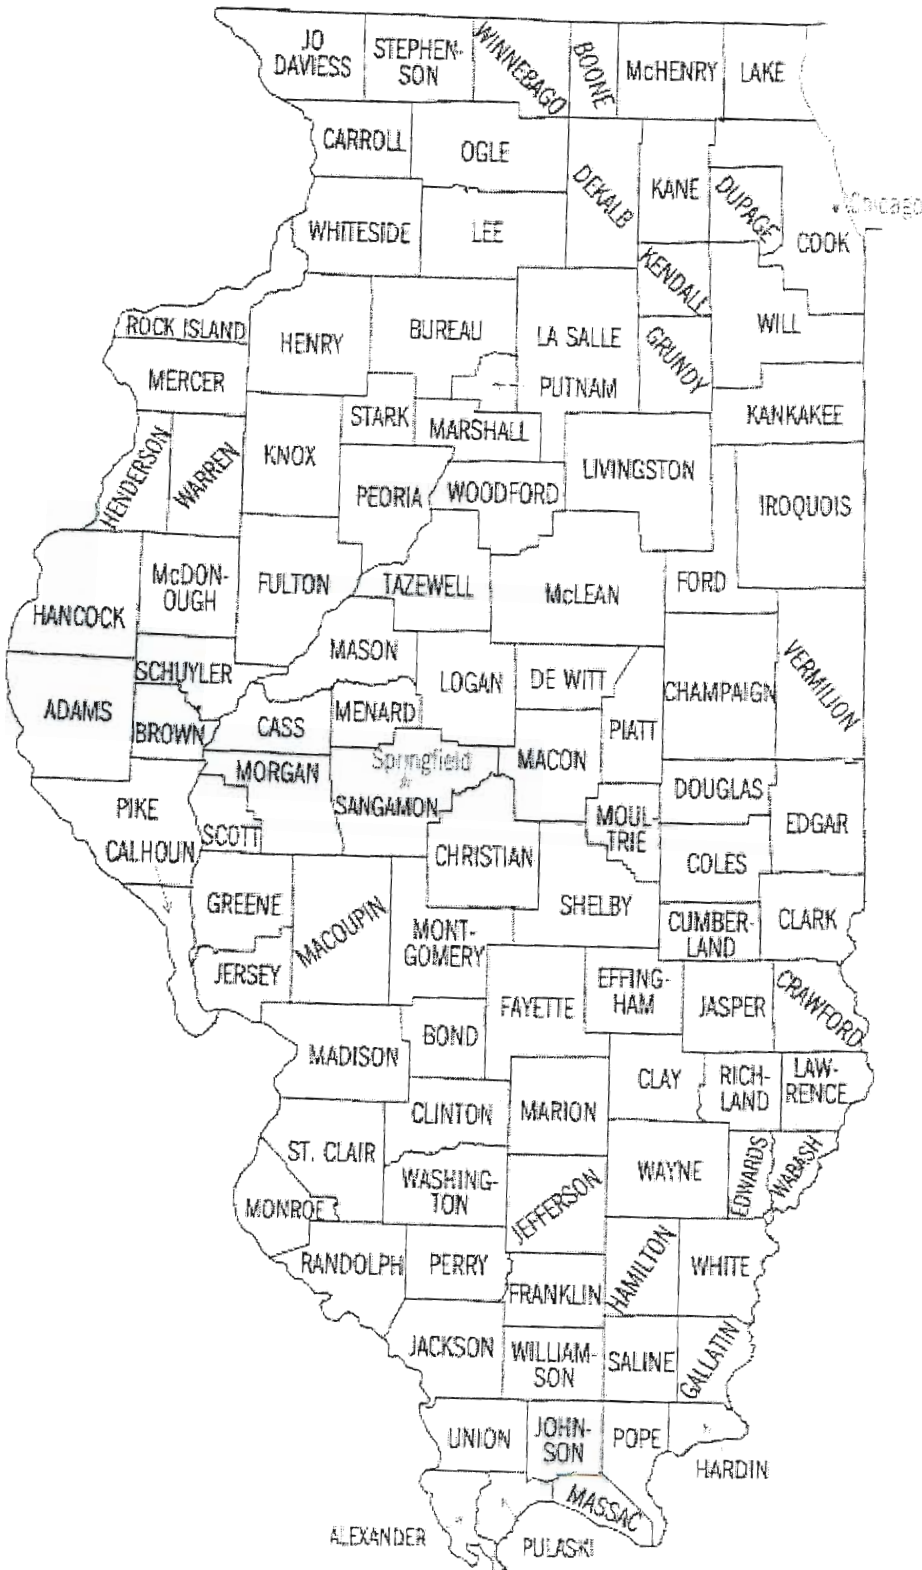 JO
DAVIESS
STEPHEN-
SON
WINNEBAGO
BOONE
McHENRY
LAKE
CARROLL
OGLE
DEKALB
KANE
DUPAGE
Chicago
COOK
WHITESIDE
LEE
KENDALL
ROCK ISLAND
HENRY
BUREAU
LA SALLE
GRUNDY
WILL
MERCER
PUTNAM
STARK
MARSHALL
KANKAKEE
HENDERSON
WARREN
KNOX
PEORIA
WOODFORD
LIVINGSTON
IROQUOIS
HANCOCK
McDON-
OUGH
FULTON
TAZEWELL
McLEAN
FORD
MASON
SCHUYLER
LOGAN
DE WITT
CHAMPAIGN
VERMILION
ADAMS
BROWN
CASS
MENARD
PIATT
MORGAN
Springfield
MACON
SANGAMON
DOUGLAS
PIKE
SCOTT
MOUL-
TRIE
EDGAR
CALHOUN
CHRISTIAN
COLES
GREENE
MACOUPIN
MONT-
GOMERY
SHELBY
CUMBER-
LAND
CLARK
JERSEY
FAYETTE
EFFING-
HAM
JASPER
CRAWFORD
MADISON
BOND
CLAY
RICH-
LAND
LAW-
RENCE
CLINTON
MARION
ST. CLAIR
WASHING-
TON
WAYNE
EDWARDS
WABASH
MONROE
JEFFERSON
RANDOLPH
PERRY
FRANKLIN
HAMILTON
WHITE
JACKSON
WILLIAM-
SON
SALINE
GALLATIN
UNION
JOHN-
SON
POPE
HARDIN
MASSAC
ALEXANDER
PULASKI